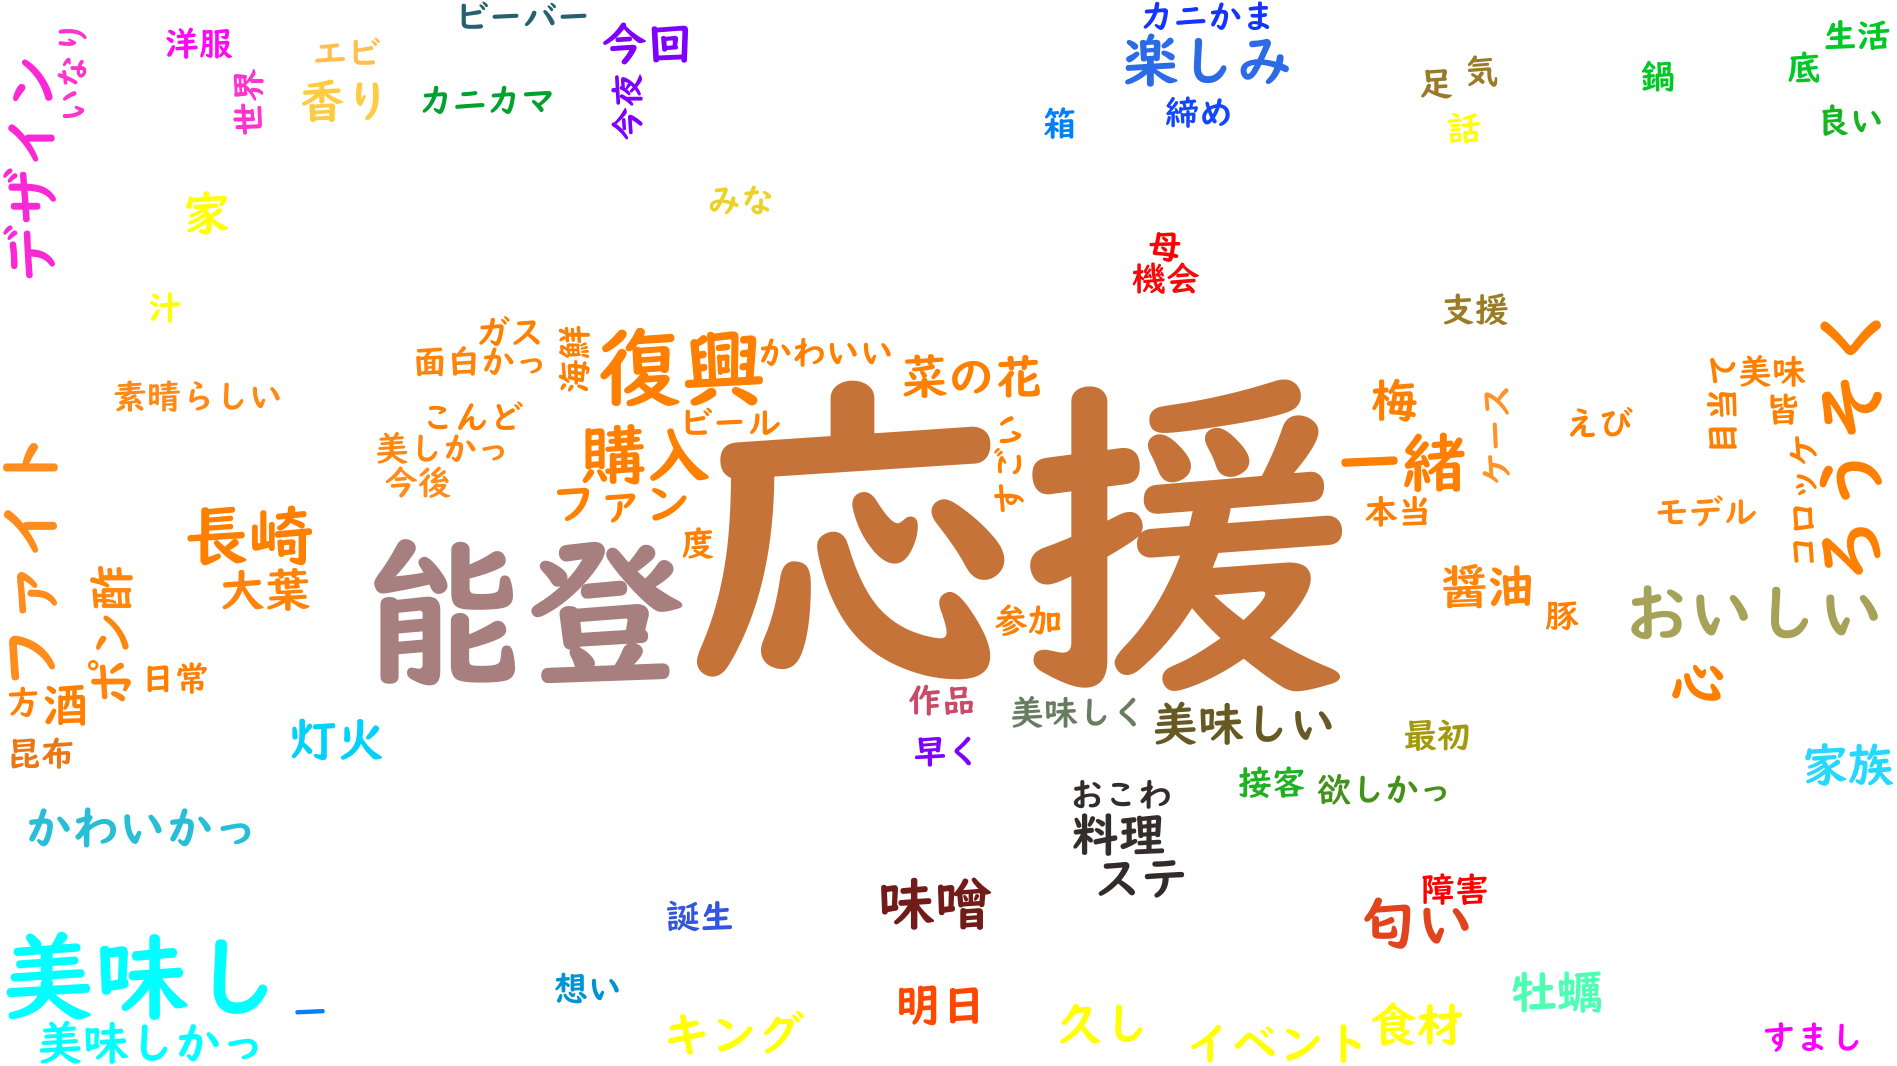 ビーバー
カニかま
今回
楽しみ
生活
洋服
エビ
いなり
気
底
足
鍋
デザイン
世界
香り
カニカマ
今夜
箱
締め
話
良い
家
みな
母
機会
汁
支援
ガス
海鮮
復興
かわいい
面白かっ
菜の花
ろうそく
目当て
美味
皆
素晴らしい
こんど
ビール
梅
ケース
えび
美しかっ
購入
すごい
一緒
コロッケ
今後
ファン
応援
本当
モデル
ファイト
長崎
度
能登
大葉
ポン酢
醤油
豚
おいしい
参加
日常
心
方
酒
作品
美味しく
美味しい
最初
昆布
灯火
早く
家族
接客
欲しかっ
おこわ
かわいかっ
料理
ステ
味噌
障害
匂い
誕生
美味し
想い
牡蠣
ー
明日
キング
久し
イベント
食材
美味しかっ
すまし